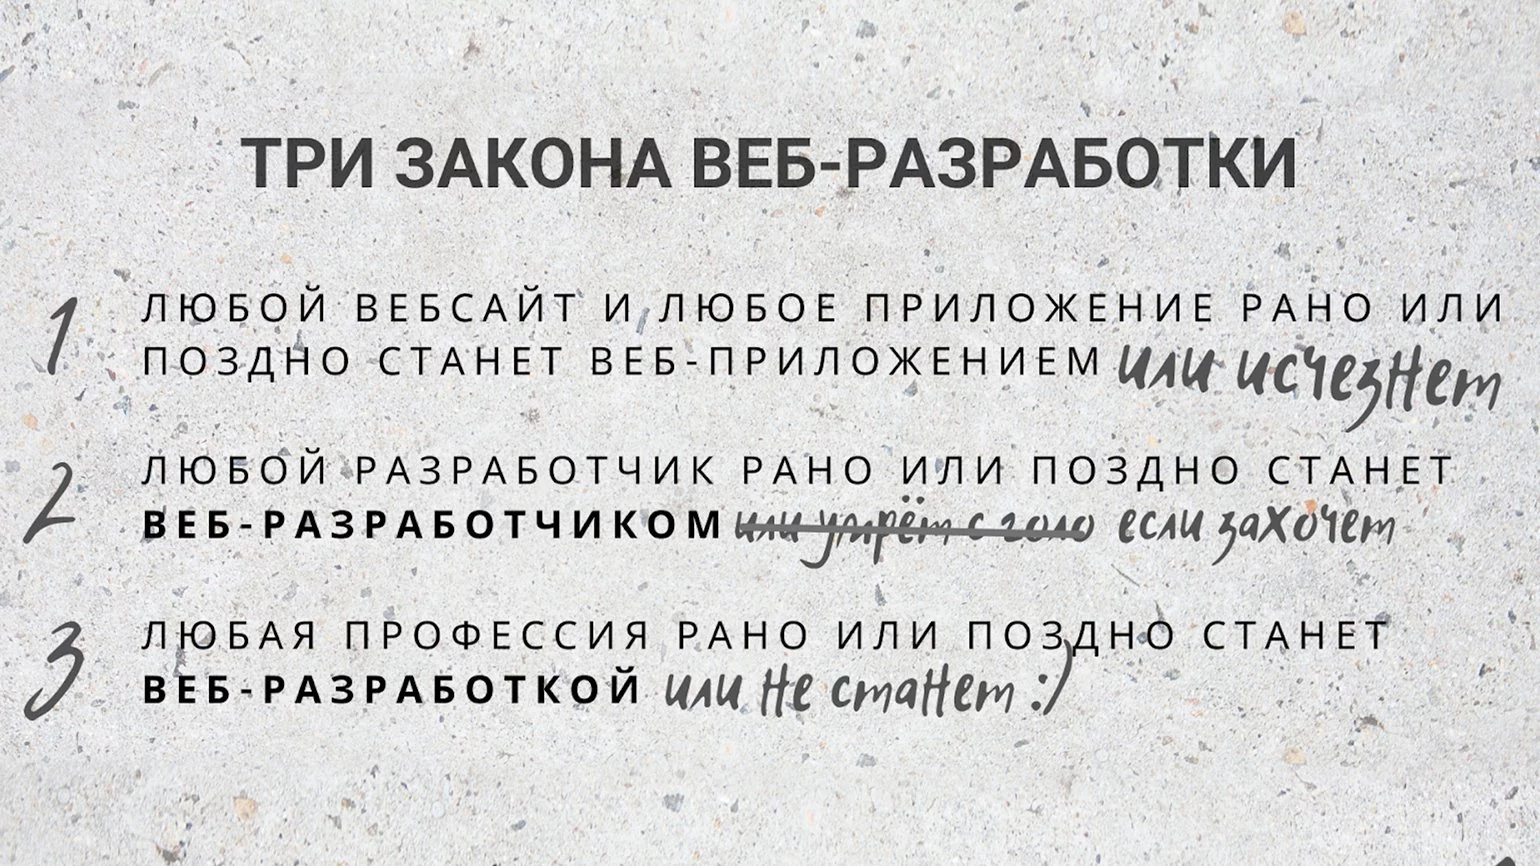 ТРИ ЗАКОНА ВЕБ-РАЗРАБОТКИ
1 ЛЮБОЙ ВЕБСАЙТ И ЛЮБОЕ ПРИЛОЖЕНИЕ РАНО ИЛИ
ПОЗДНО СТАНЕТ ВЕБ-ПРИЛОЖЕНИЕМ или исчезнет
2 ЛЮБОЙ РАЗРАБОТЧИК РАНО ИЛИ ПОЗДНО СТАНЕТ
ВЕБ-РАЗРАБОТЧИКОМ или умрёт с голо если захочет
3 ЛЮБАЯ ПРОФЕССИЯ РАНО ИЛИ ПОЗДНО СТАНЕТ
ВЕБ-РАЗРАБОТКОЙ или не станет :)